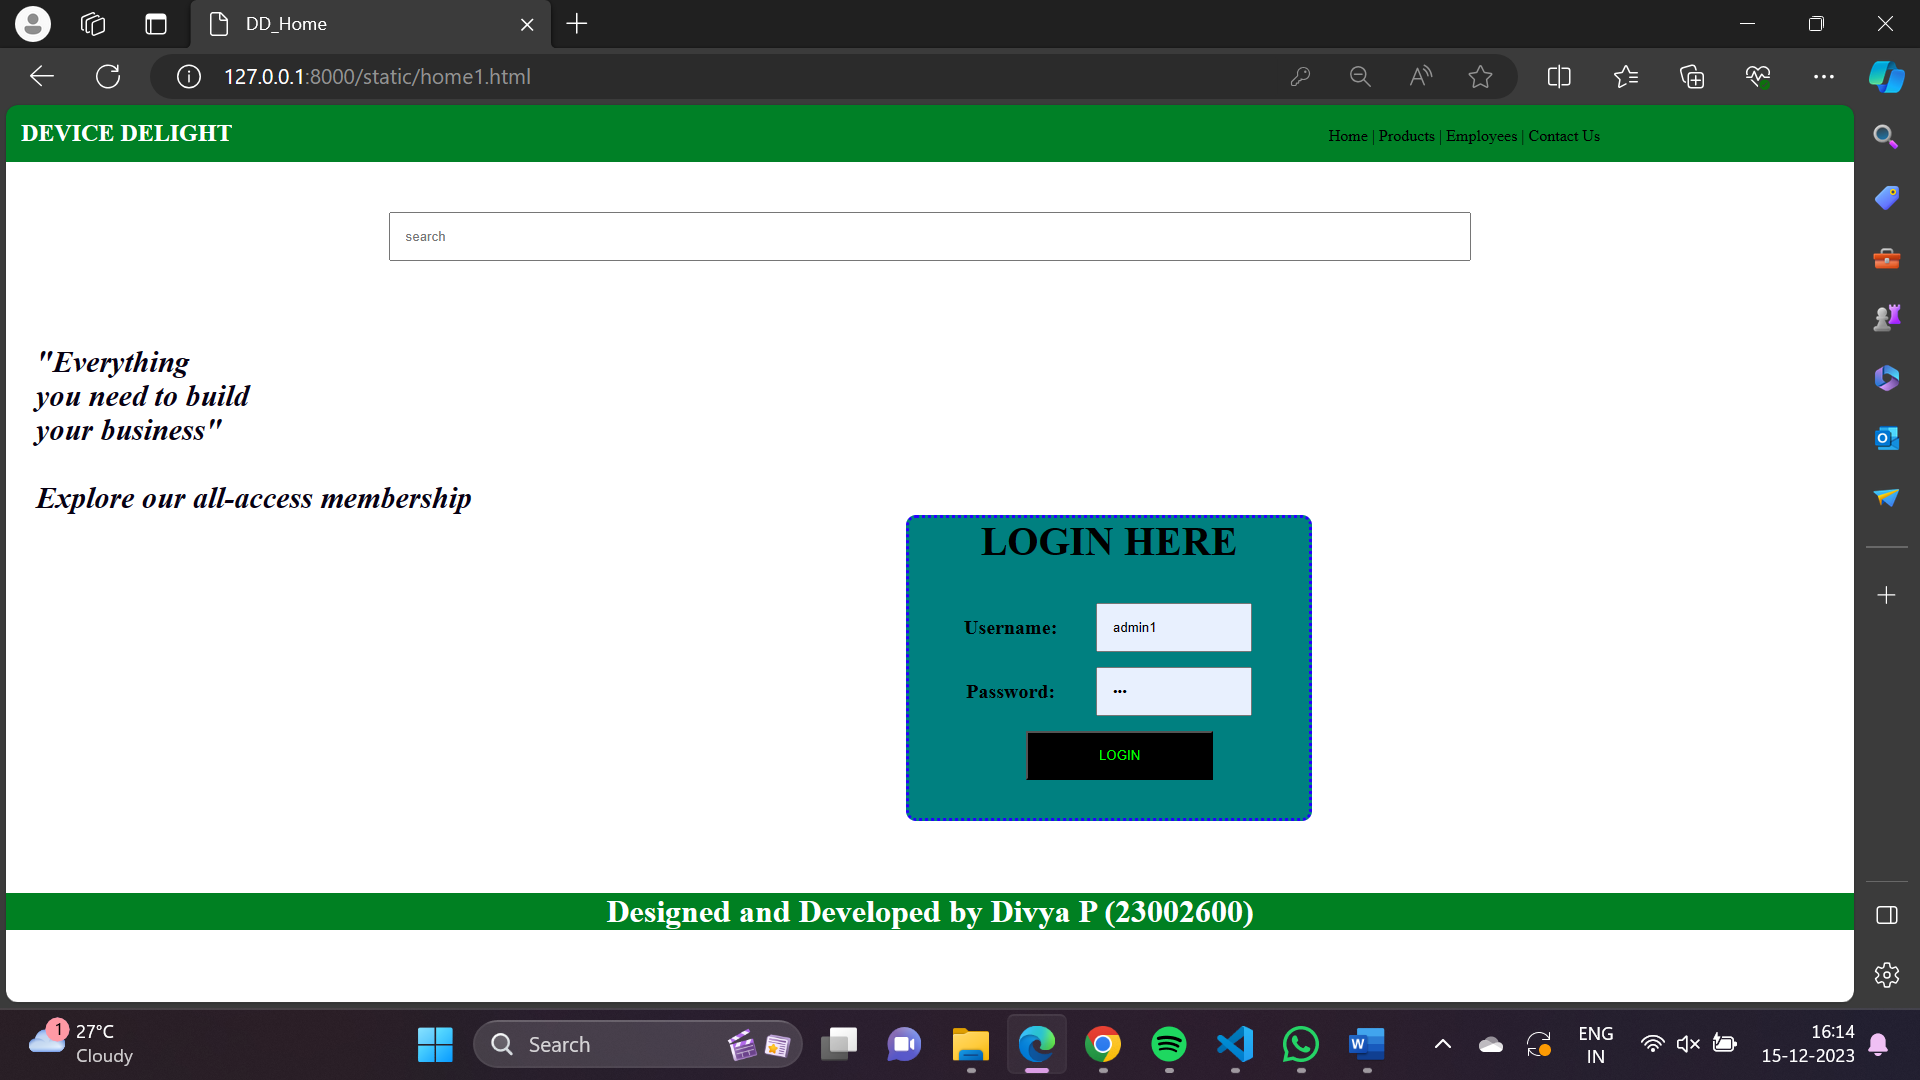 DD_Home
127.0.0.1:8000/static/home1.html
DEVICE DELIGHT
Home | Products | Employees | Contact Us
search
"Everything
you need to build
your business"
Explore our all-access membership
LOGIN HERE
Username: admin1
Password: •••
LOGIN
Designed and Developed by Divya P (23002600)
1
27°C
Cloudy
Search
ENG
IN
16:14
15-12-2023